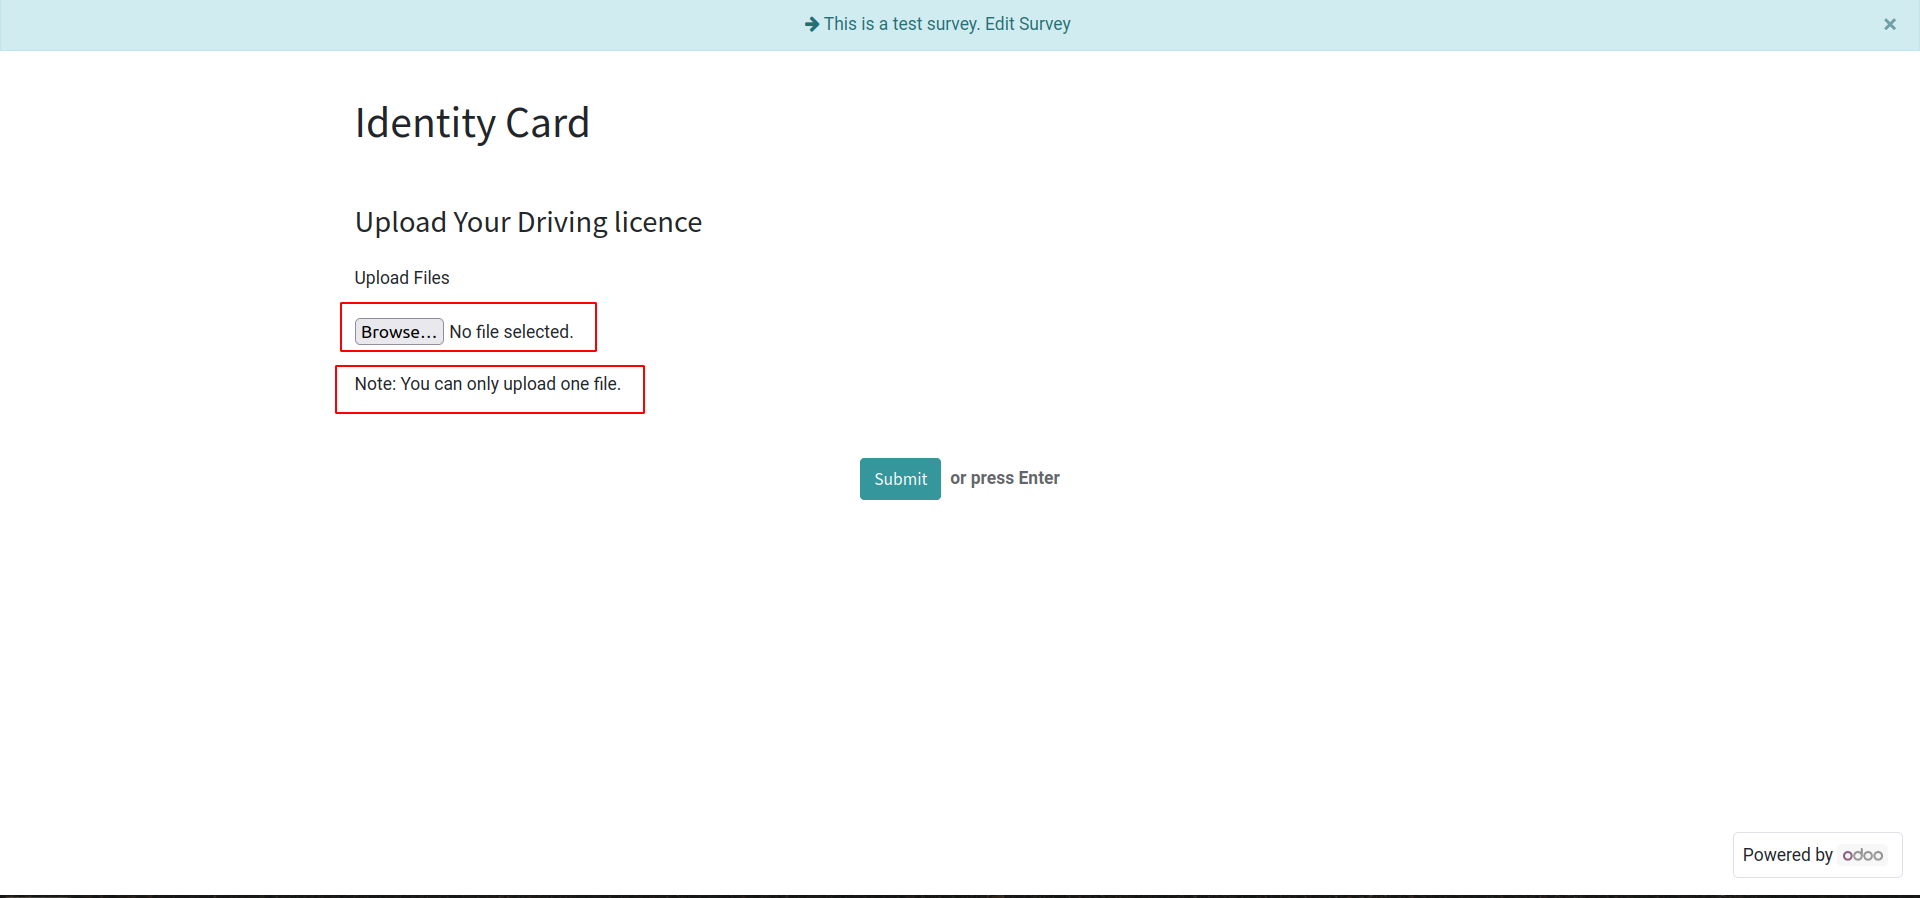 This is a test survey. Edit Survey ×
Identity Card
Upload Your Driving licence
Upload Files
Browse... No file selected.
Note: You can only upload one file.
Submit or press Enter
Powered by odoo